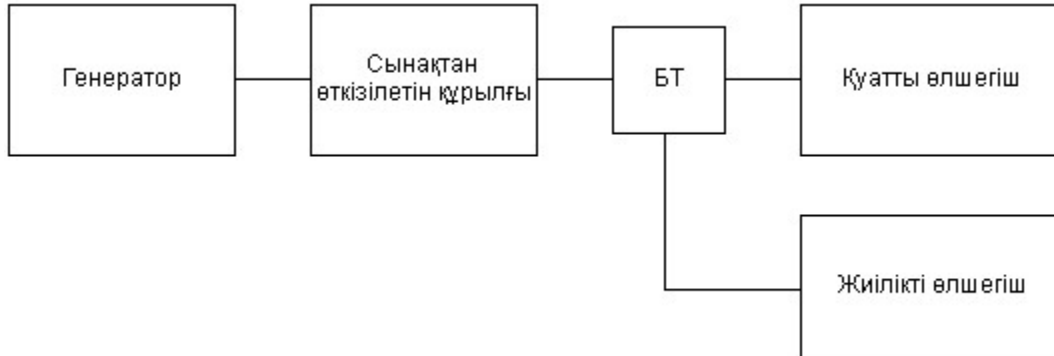 Генератор
Сынақтан
өткізілетін құрылғы
БТ
Қуатты өлшегіш
Жиілікті өлшегіш